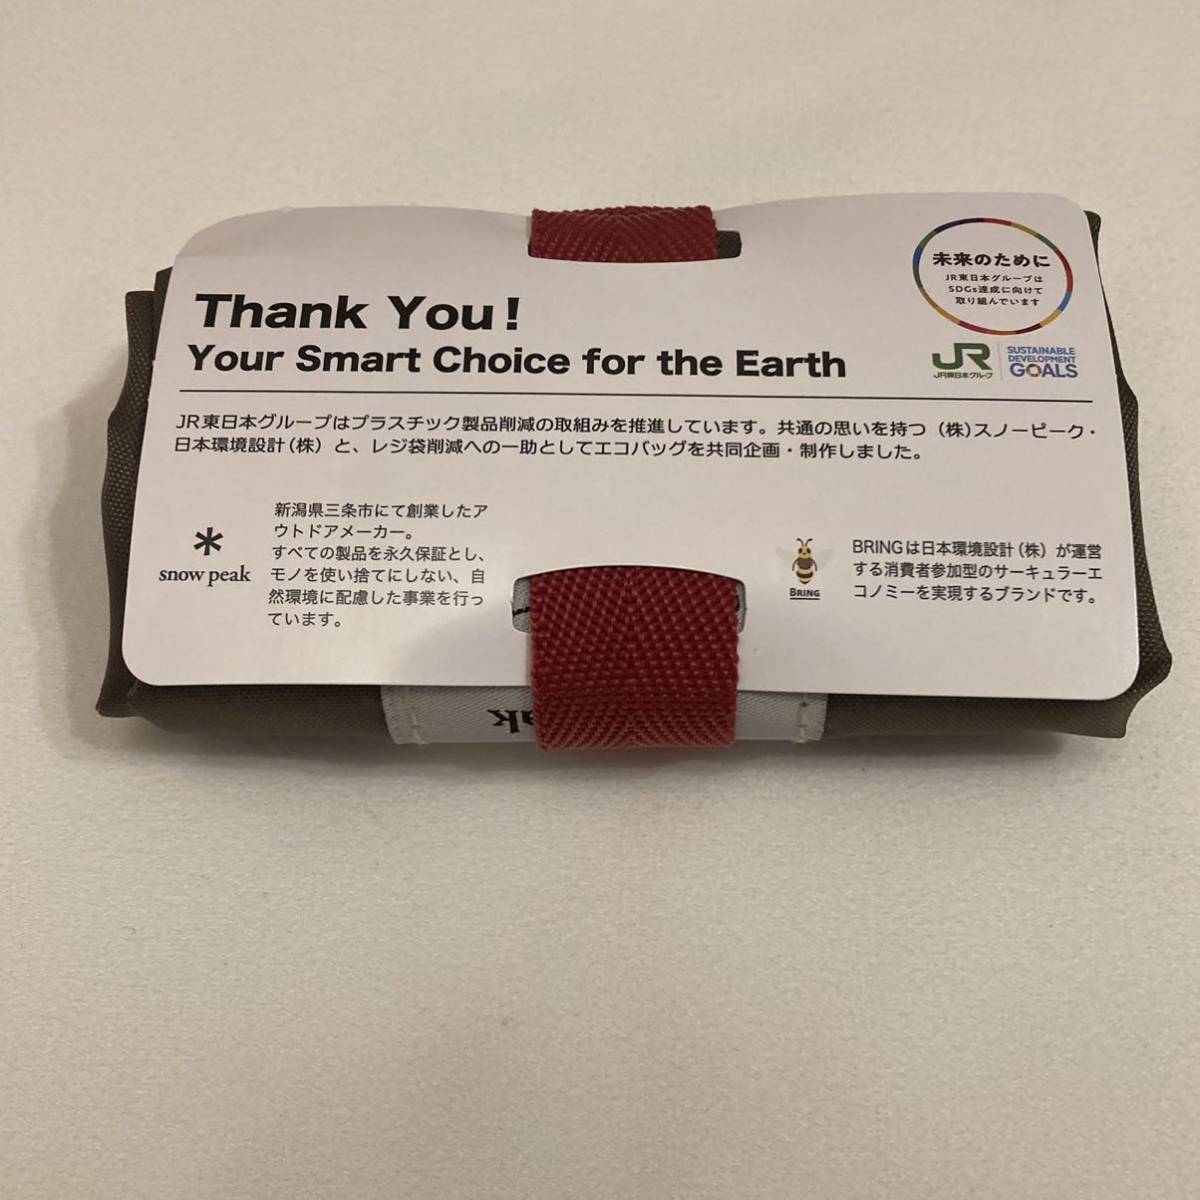 Thank You!
Your Smart Choice for the Earth
未来のために
JR東日本グループは
SDGs達成に向けて
取り組んでいます
JR
JR東日本グループ
SUSTAINABLE
DEVELOPMENT
GOALS
JR東日本グループはプラスチック製品削減の取組みを推進しています。共通の思いを持つ（株）スノーピーク・
日本環境設計（株）と、レジ袋削減への一助としてエコバッグを共同企画・制作しました。
snow peak
新潟県三条市にて創業したア
ウトドアメーカー。
すべての製品を永久保証とし、
モノを使い捨てにしない、自
然環境に配慮した事業を行っ
ています。
BRING
BRINGは日本環境設計（株）が運営
する消費者参加型のサーキュラーエ
コノミーを実現するブランドです。
ak